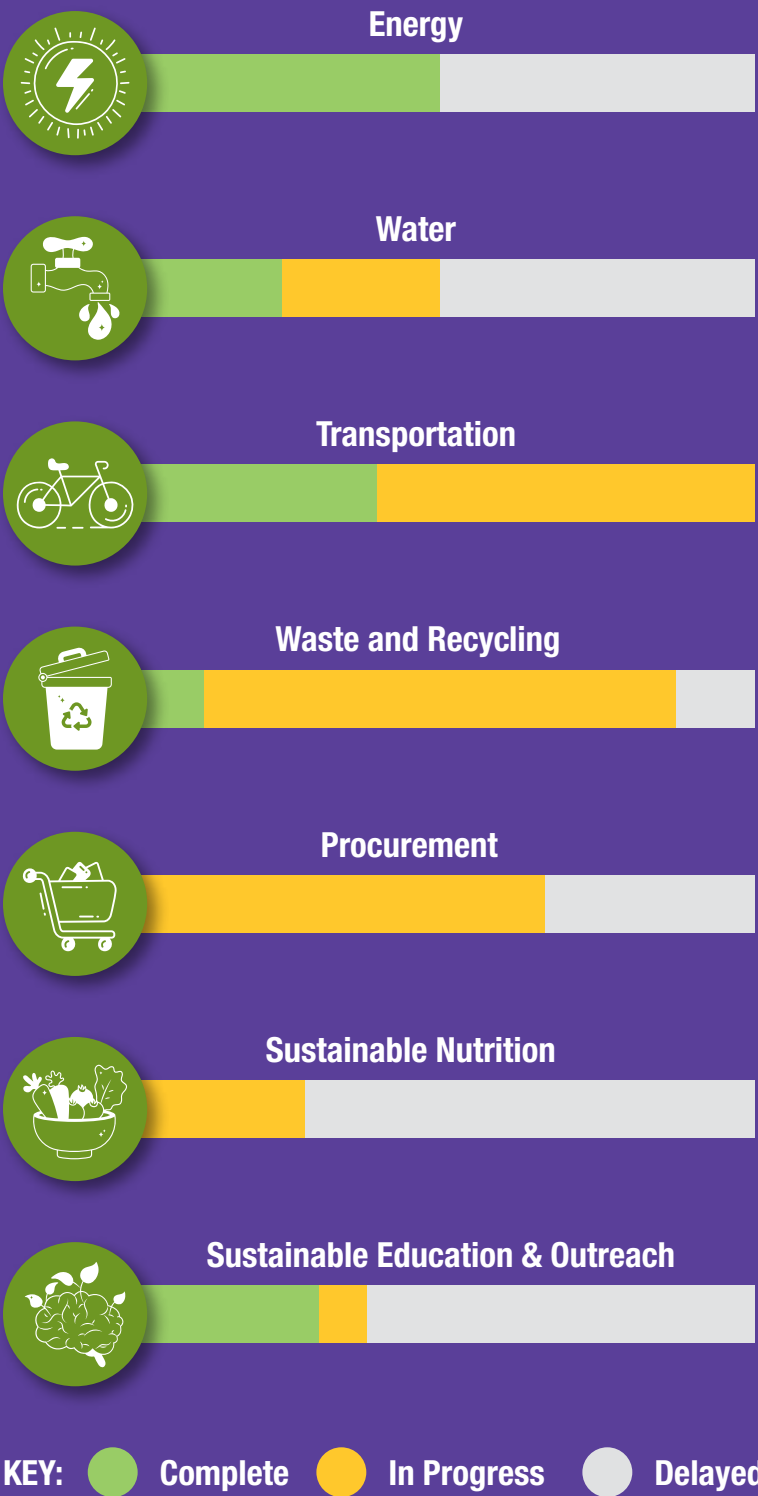 Energy
Water
Transportation
Waste and Recycling
Procurement
Sustainable Nutrition
Sustainable Education & Outreach
KEY: Complete In Progress Delayed